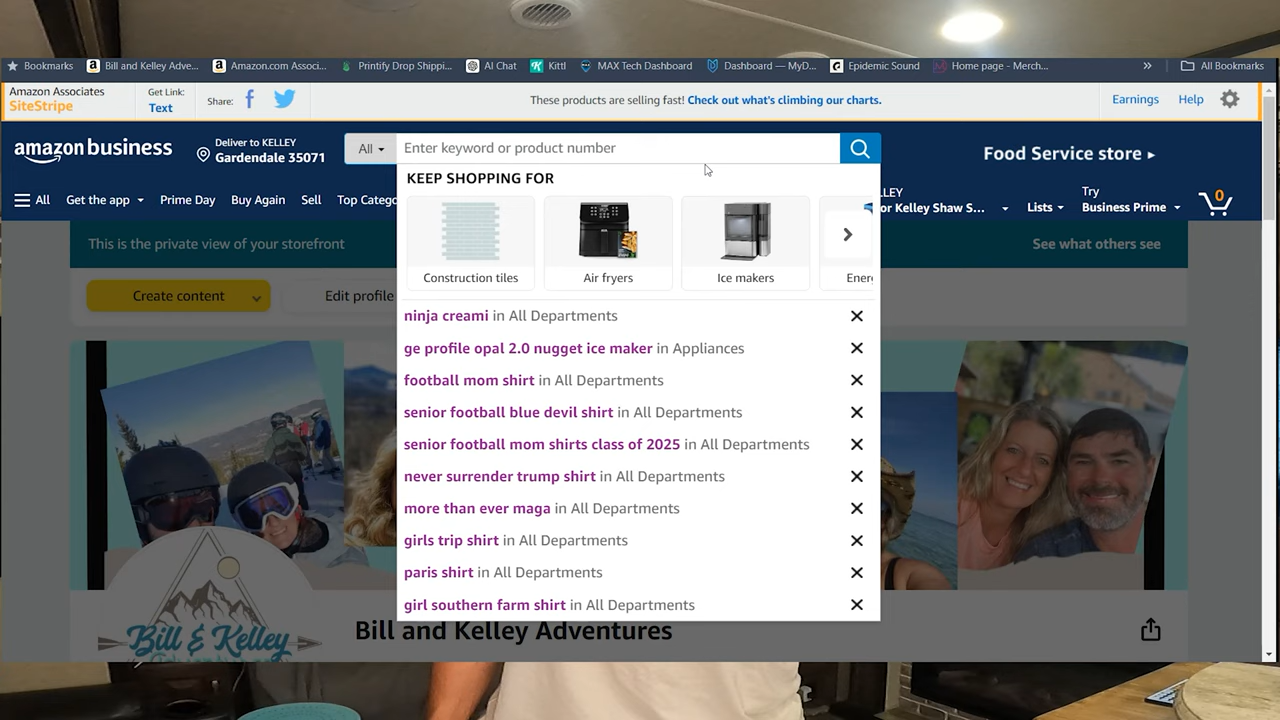 Bookmarks
Bill and Kelley Adve...
Amazon.com Associ...
Printify Drop Shippi...
AI Chat
Kittl
MAX Tech Dashboard
Dashboard — MyD...
Epidemic Sound
Home page - Merch...
»
All Bookmarks
Amazon Associates
SiteStripe
Get Link:
Text
Share:
These products are selling fast! Check out what's climbing our charts.
Earnings
Help
amazon business
Deliver to KELLEY
Gardendale 35071
All
Enter keyword or product number
Food Service store ▸
All
Get the app
Prime Day
Buy Again
Sell
Top Catego
LLEY
or Kelley Shaw S...
Lists
Try
Business Prime
0
KEEP SHOPPING FOR
Construction tiles
Air fryers
Ice makers
Ener
This is the private view of your storefront
See what others see
Create content
Edit profile
ninja creami in All Departments
ge profile opal 2.0 nugget ice maker in Appliances
football mom shirt in All Departments
senior football blue devil shirt in All Departments
senior football mom shirts class of 2025 in All Departments
never surrender trump shirt in All Departments
more than ever maga in All Departments
girls trip shirt in All Departments
paris shirt in All Departments
girl southern farm shirt in All Departments
Bill & Kelley
Bill and Kelley Adventures